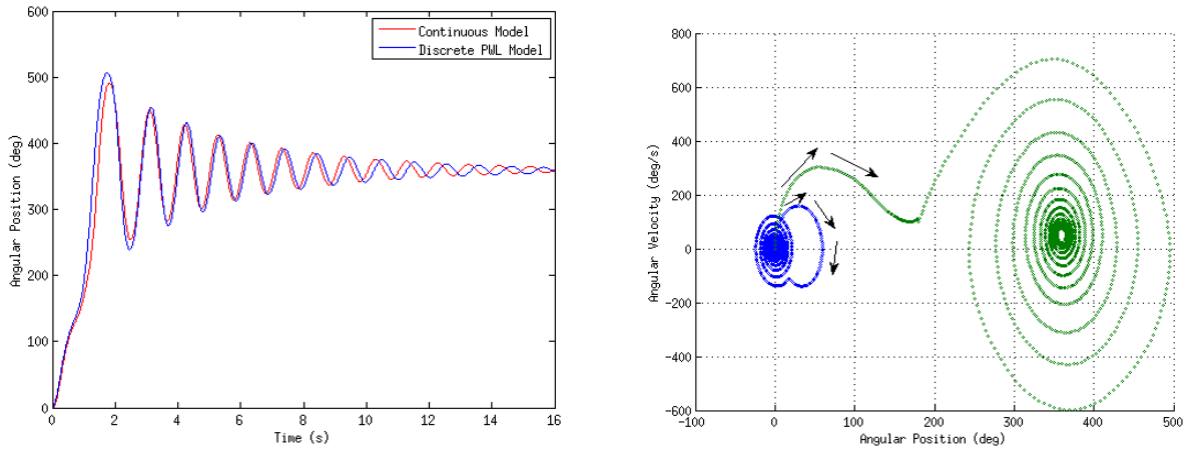 600
500
400
300
200
100
0
Angular Position (deg)
Continuous Model
Discrete PWL Model
0 2 4 6 8 10 12 14 16
Time (s)
800
600
400
200
0
-200
-400
-600
Angular Velocity (deg/s)
-100 0 100 200 300 400 500
Angular Position (deg)